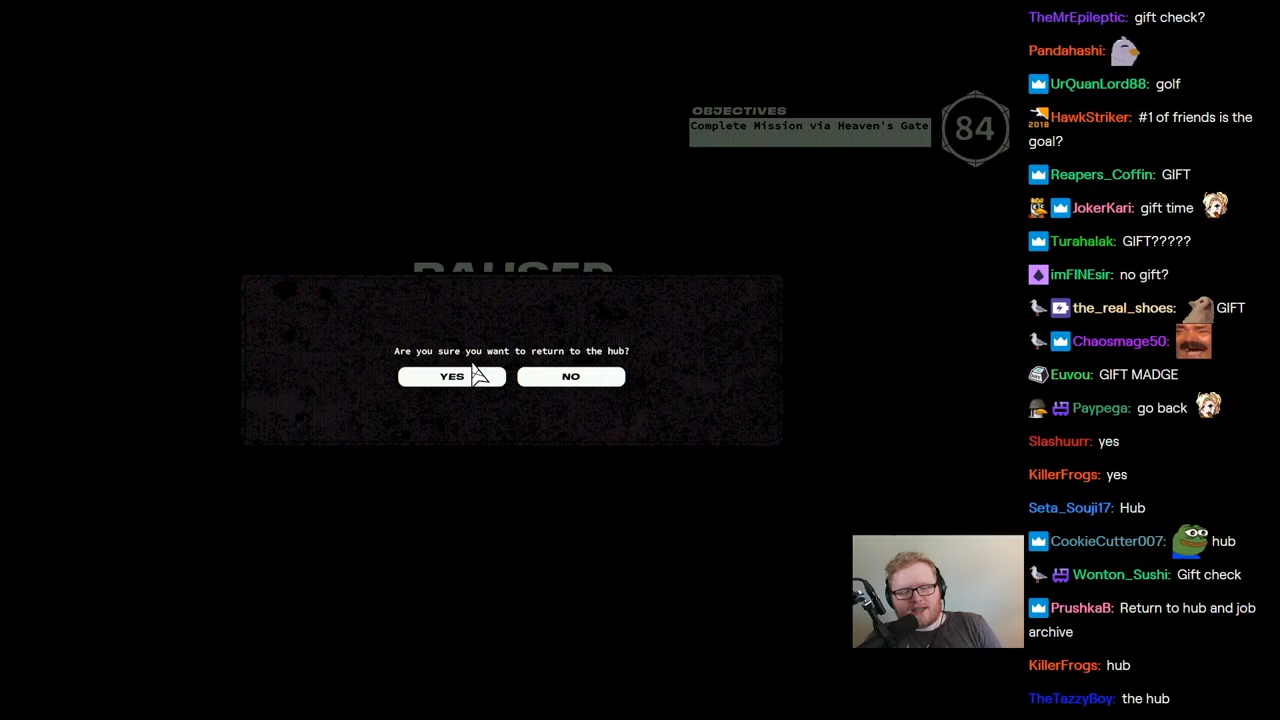 OBJECTIVES
Complete Mission via Heaven's Gate
84
PAUSED
Are you sure you want to return to the hub?
YES
NO
TheMrEpileptic: gift check?
Pandahashi:
UrQuanLord88: golf
2018 HawkStriker: #1 of friends is the
goal?
Reapers_Coffin: GIFT
JokerKari: gift time
Turahalak: GIFT?????
imFINEsir: no gift?
the_real_shoes: GIFT
Chaosmage50:
Euvou: GIFT MADGE
Paypega: go back
Slashuurr: yes
KillerFrogs: yes
Seta_Souji17: Hub
CookieCutter007: hub
Wonton_Sushi: Gift check
PrushkaB: Return to hub and job
archive
KillerFrogs: hub
TheTazzyBoy: the hub